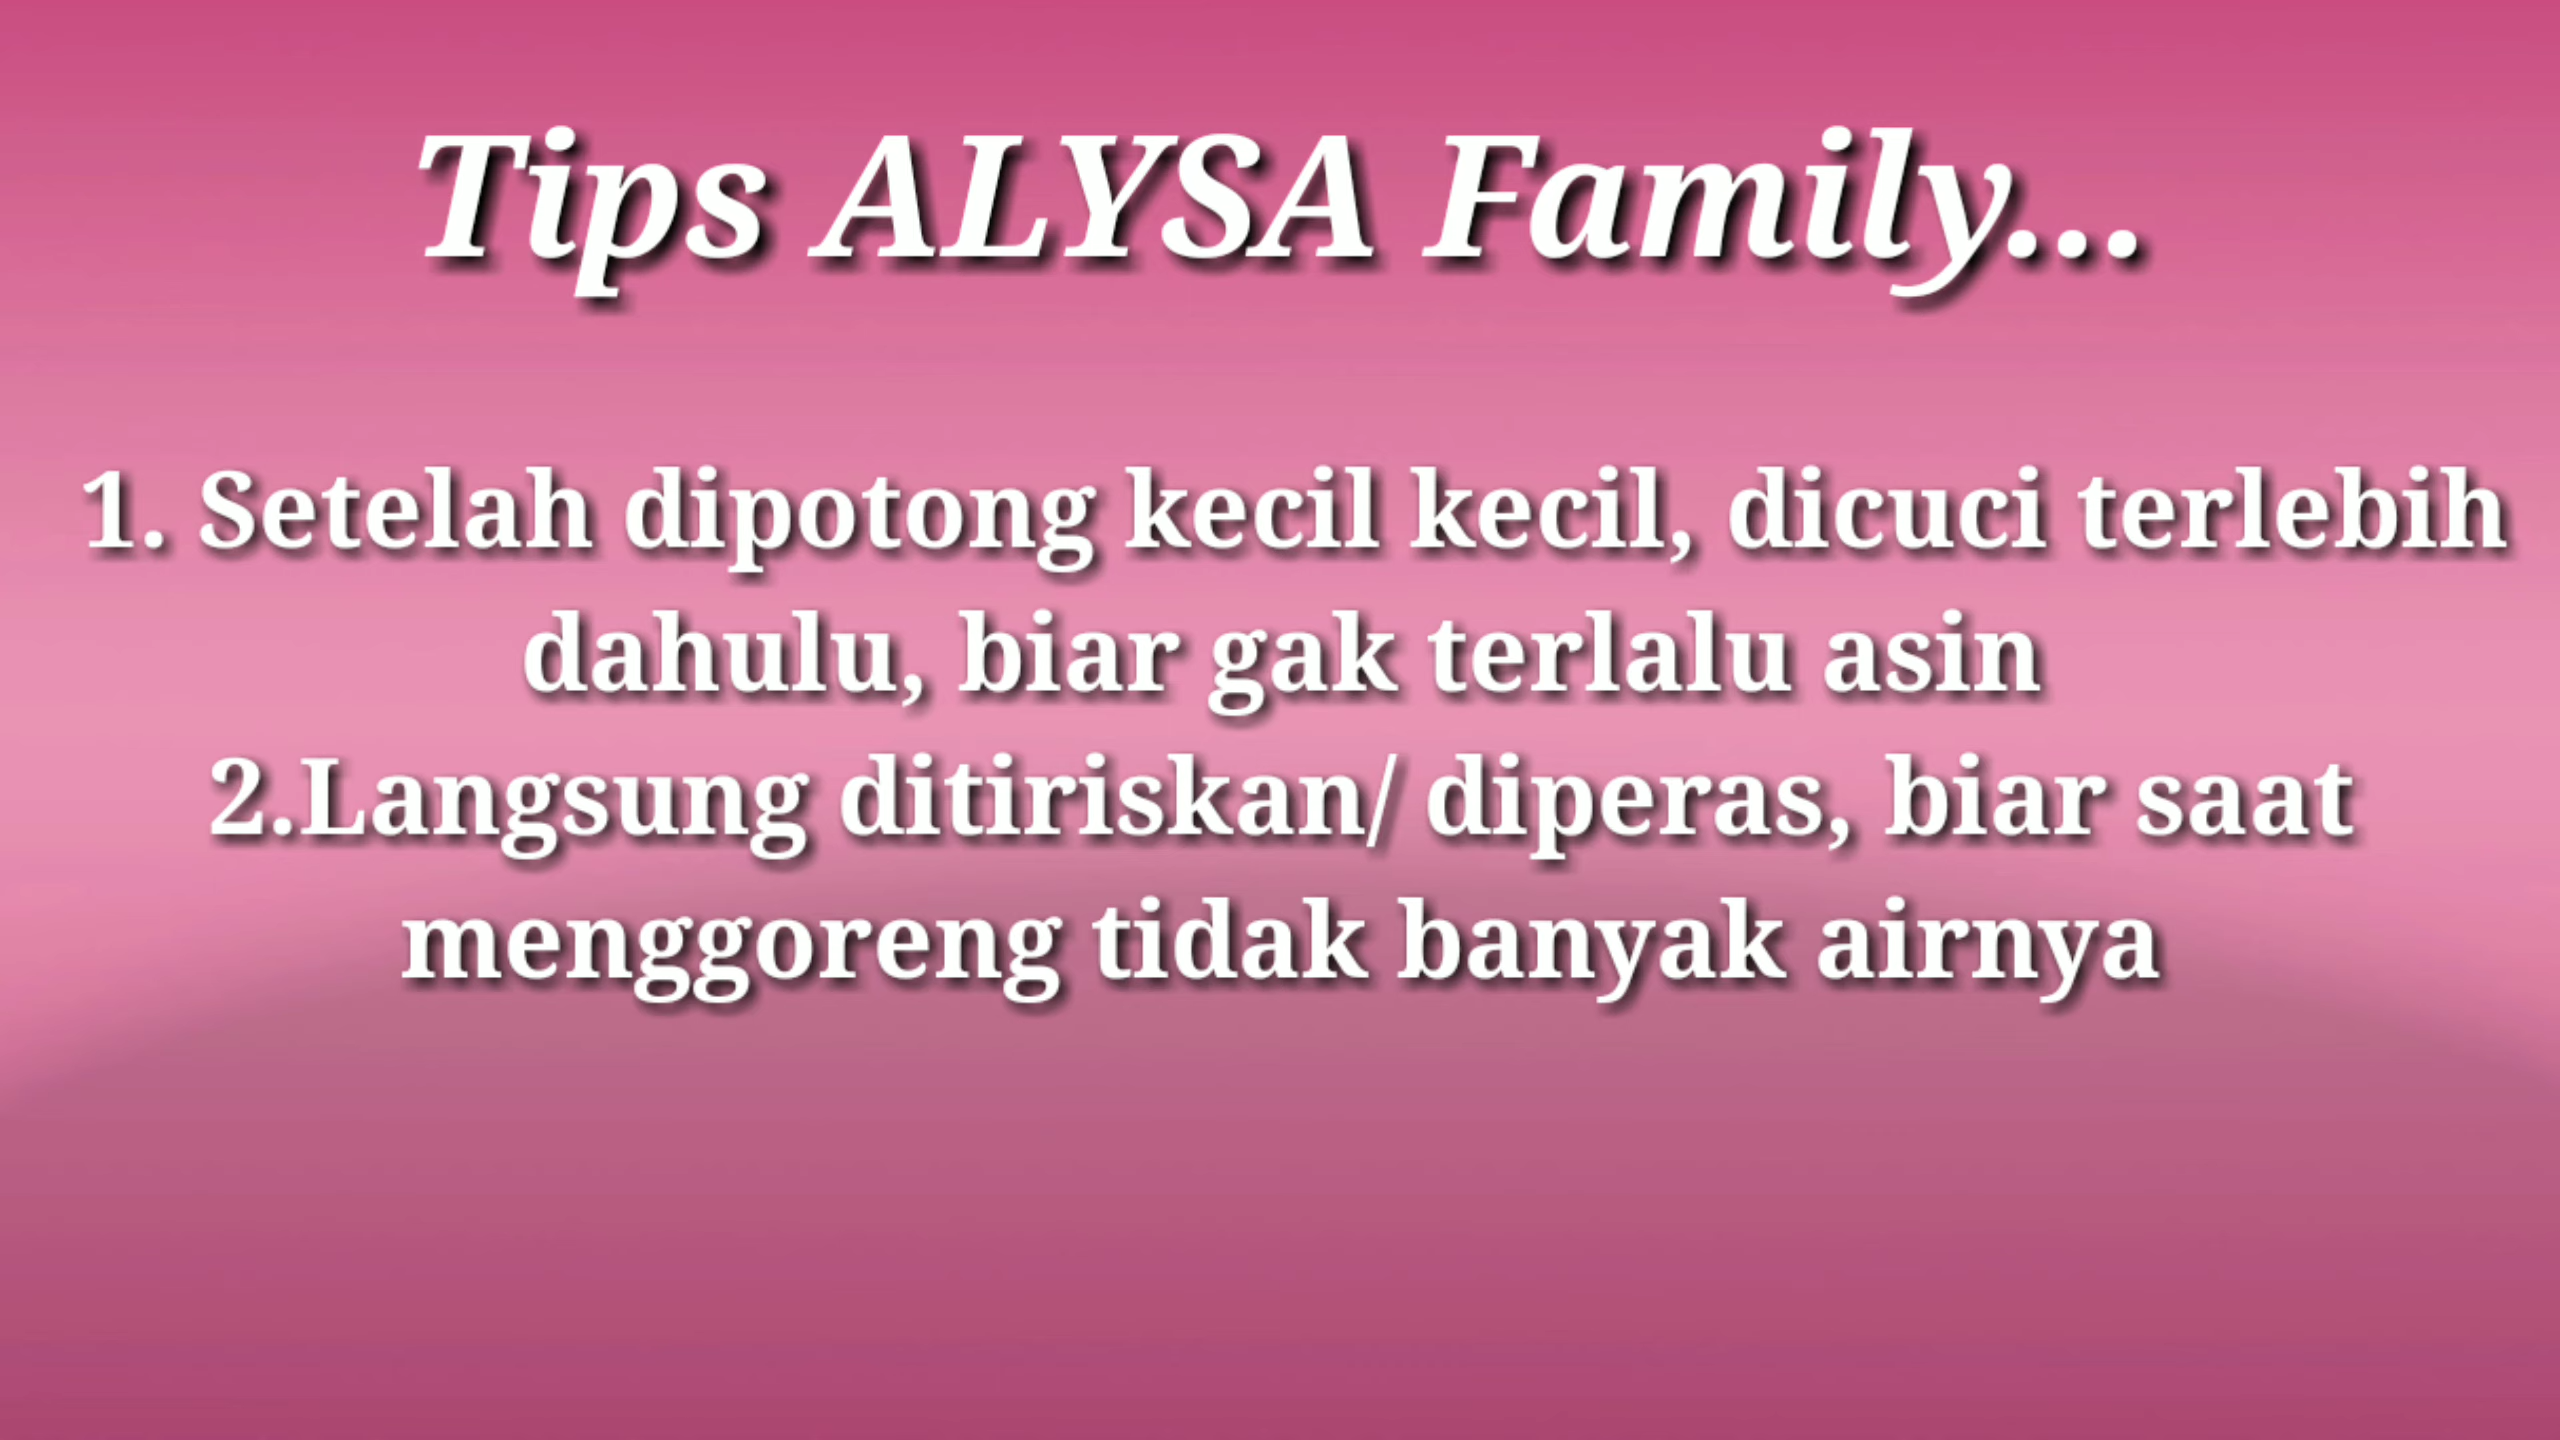 Tips ALYSA Family...
1. Setelah dipotong kecil kecil, dicuci terlebih
dahulu, biar gak terlalu asin
2.Langsung ditiriskan/ diperas, biar saat
menggoreng tidak banyak airnya